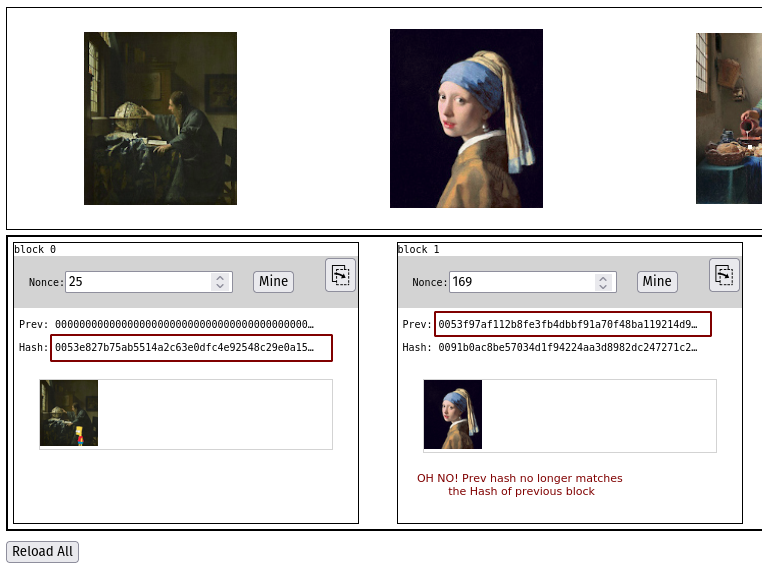 block 0
Nonce: 25 Mine
Prev: 0000000000000000000000000000000000000000000…
Hash: 0053e827b75ab5514a2c63e0dfc4e92548c29e0a15…
block 1
Nonce: 169 Mine
Prev: 0053f97af112b8fe3fb4dbbf91a70f48ba119214d9…
Hash: 0091b0ac8be57034d1f94224aa3d8982dc247271c2…
OH NO! Prev hash no longer matches
the Hash of previous block
Reload All